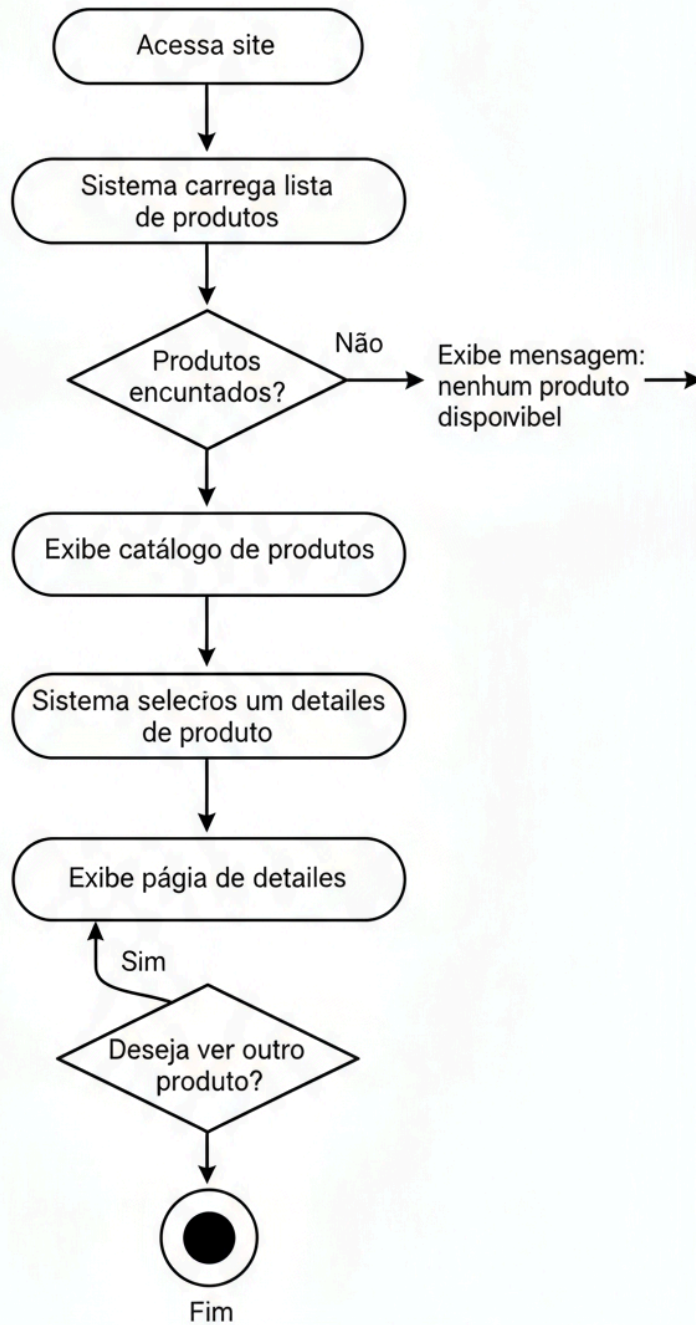 Acessa site
Sistema carrega lista
de produtos
Produtos
encuntados?
Não
Exibe mensagem:
nenhum produto
disporvibel
Exibe catálogo de produtos
Sistema selecios um detailes
de produto
Exibe págia de detailes
Sim
Deseja ver outro
produto?
Fim